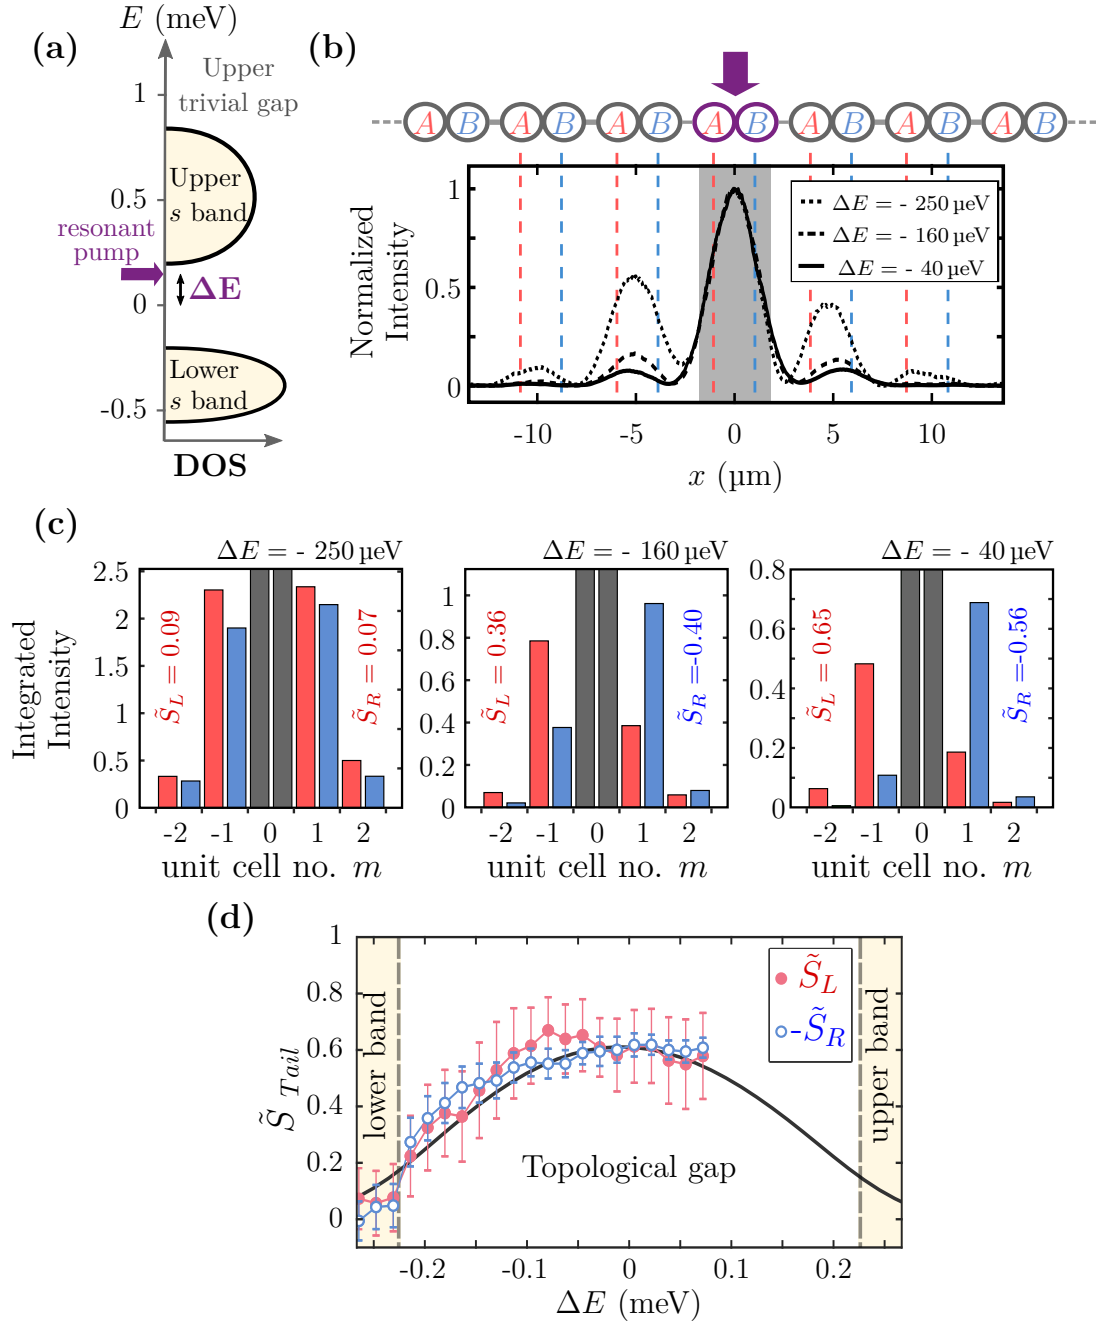 (a)
E (meV)
1
0.5
0
-0.5
Upper
trivial gap
Upper
s band
resonant
pump
ΔE
Lower
s band
DOS
(b)
A B A B A B A B A B A B A B
Normalized
Intensity
1
0.5
0
ΔE = - 250 µeV
ΔE = - 160 µeV
ΔE = - 40 µeV
-10 -5 0 5 10
x (µm)
(c)
Integrated
Intensity
ΔE = - 250 µeV
2.5
2
1.5
1
0.5
0
S̃L = 0.09
S̃R = 0.07
-2 -1 0 1 2
unit cell no. m
ΔE = - 160 µeV
1
0.8
0.6
0.4
0.2
0
S̃L = 0.36
S̃R =-0.40
-2 -1 0 1 2
unit cell no. m
ΔE = - 40 µeV
0.8
0.6
0.4
0.2
0
S̃L = 0.65
S̃R =-0.56
-2 -1 0 1 2
unit cell no. m
(d)
S̃ Tail
1
0.8
0.6
0.4
0.2
0
lower band
Topological gap
upper band
S̃L
-S̃R
-0.2 -0.1 0 0.1 0.2
ΔE (meV)